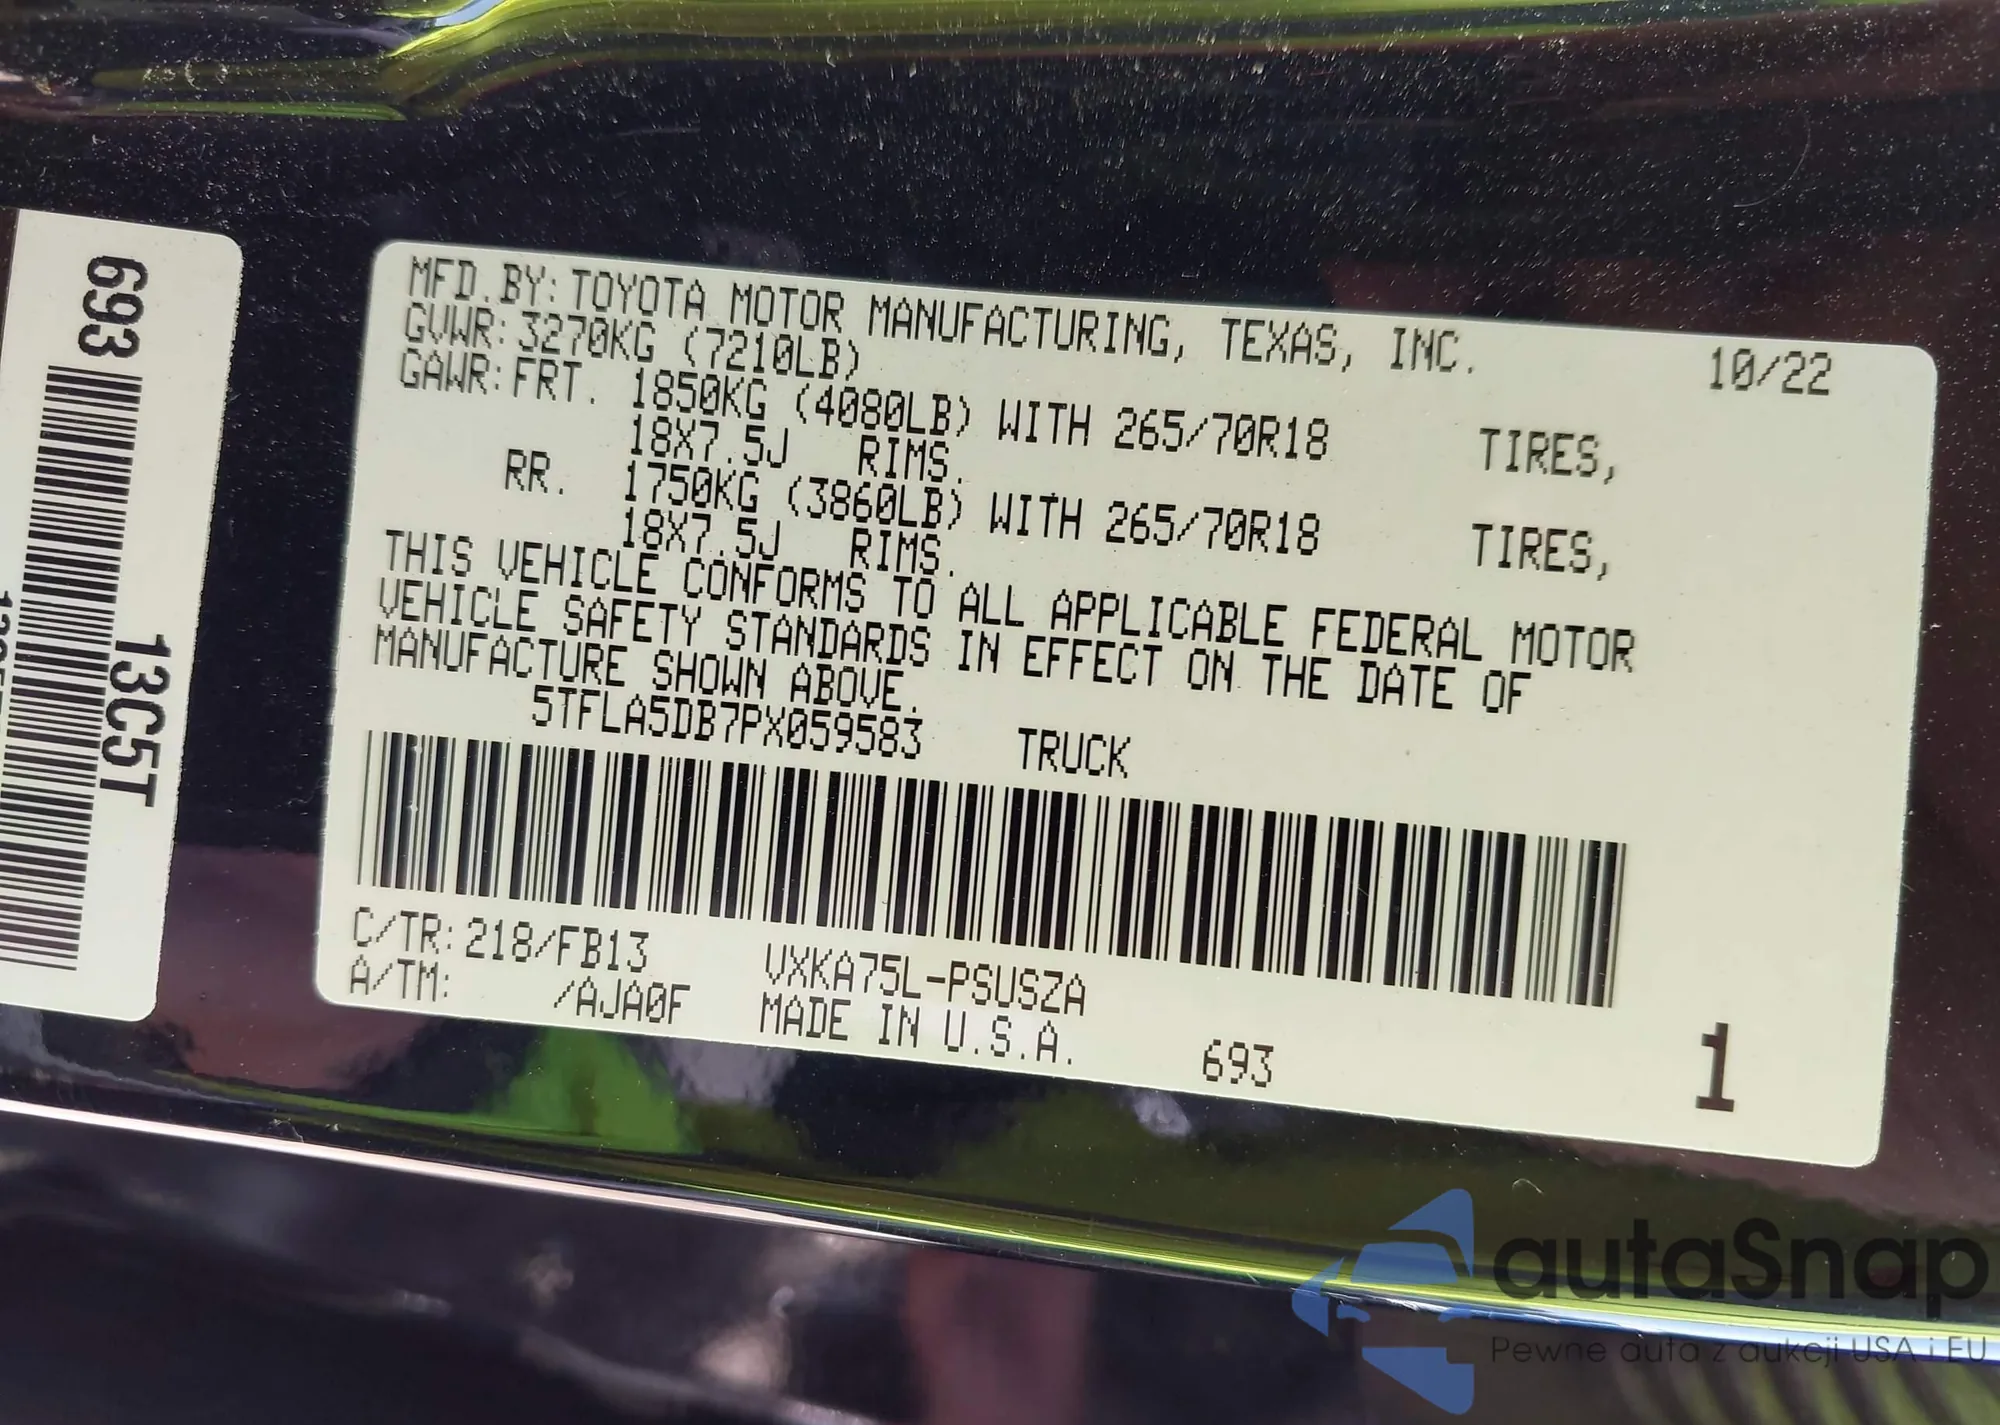 693
13C5T
MFD.BY: TOYOTA MOTOR MANUFACTURING, TEXAS, INC. 10/22
GVWR: 3270KG (7210LB)
GAWR: FRT. 1850KG (4080LB) WITH 265/70R18 TIRES,
18X7.5J RIMS.
RR. 1750KG (3860LB) WITH 265/70R18 TIRES,
18X7.5J RIMS.
THIS VEHICLE CONFORMS TO ALL APPLICABLE FEDERAL MOTOR
VEHICLE SAFETY STANDARDS IN EFFECT ON THE DATE OF
MANUFACTURE SHOWN ABOVE.
5TFLA5DB7PX059583 TRUCK
C/TR: 218/FB13 VXKA75L-PSUSZA
A/TM: /AJA0F MADE IN U.S.A. 693 1
autaSnap
Pewne auta z aukcji USA i EU